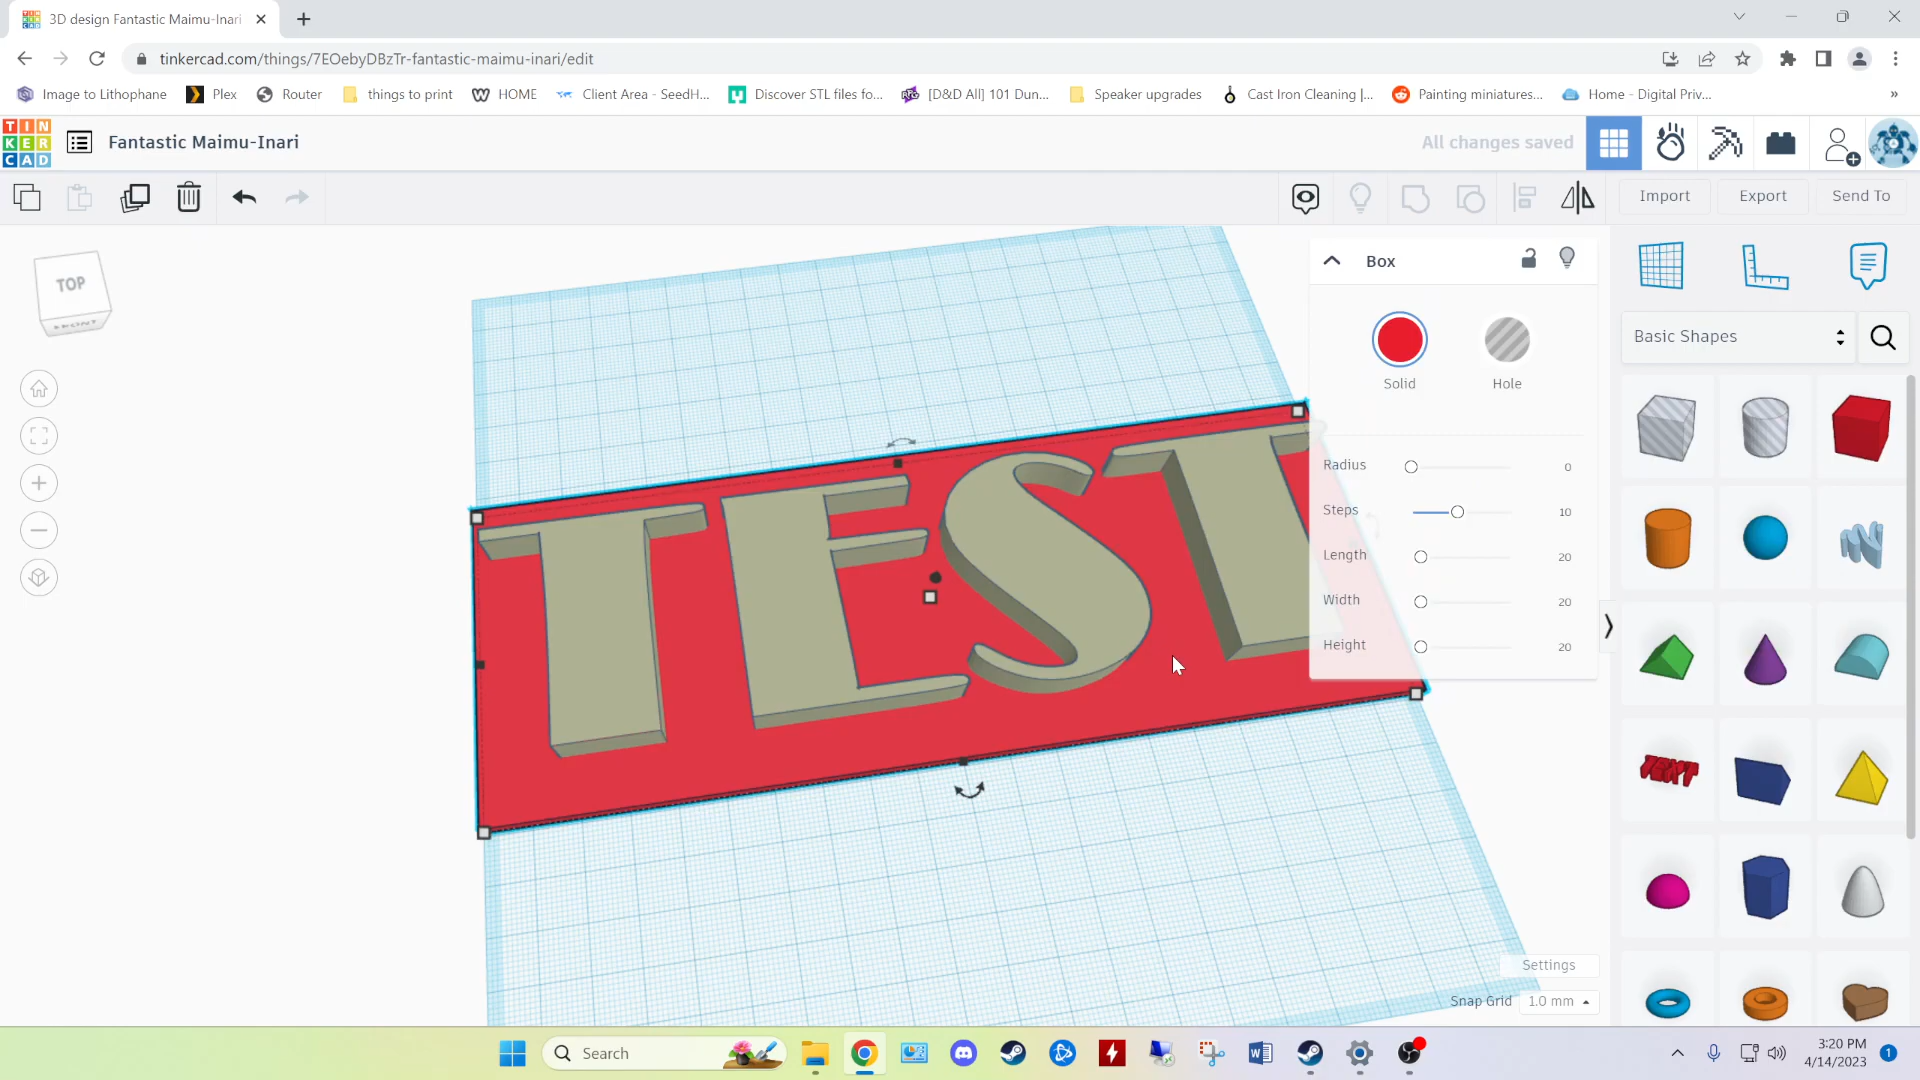 3D design Fantastic Maimu-Inari
tinkercad.com/things/7EOebyDBzTr-fantastic-maimu-inari/edit
Image to Lithophane Plex Router things to print HOME Client Area - SeedH... Discover STL files fo... [D&D All] 101 Dun... Speaker upgrades Cast Iron Cleaning |... Painting miniatures... Home - Digital Priv... »
TIN
KER
CAD
Fantastic Maimu-Inari
All changes saved
Import Export Send To
TOP
FRONT
TEST
Box
Solid Hole
Radius 0
Steps 10
Length 20
Width 20
Height 20
Basic Shapes
TEXT
Settings
Snap Grid 1.0 mm
Search
3:20 PM
4/14/2023
1